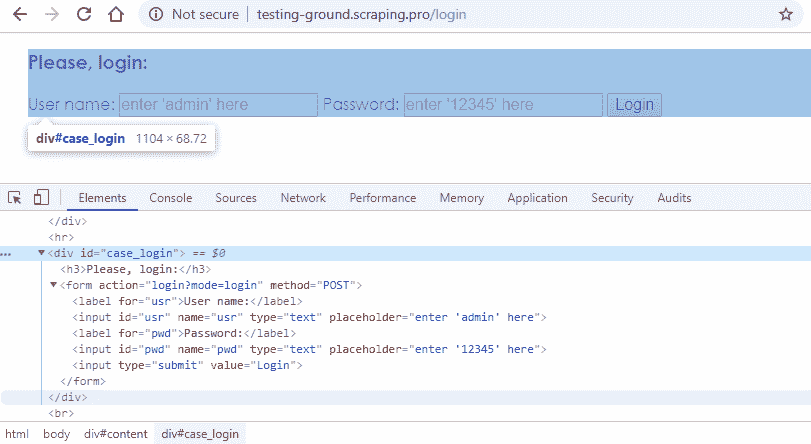 Not secure | testing-ground.scraping.pro/login
Please, login:
User name: enter 'admin' here Password: enter '12345' here Login
div#case_login 1104 × 68.72
Elements Console Sources Network Performance Memory Application Security Audits
</div>
<hr>
... <div id="case_login"> == $0
<h3>Please, login:</h3>
<form action="login?mode=login" method="POST">
<label for="usr">User name:</label>
<input id="usr" name="usr" type="text" placeholder="enter 'admin' here">
<label for="pwd">Password:</label>
<input id="pwd" name="pwd" type="text" placeholder="enter '12345' here">
<input type="submit" value="Login">
</form>
</div>
<br>
html body div#content div#case_login